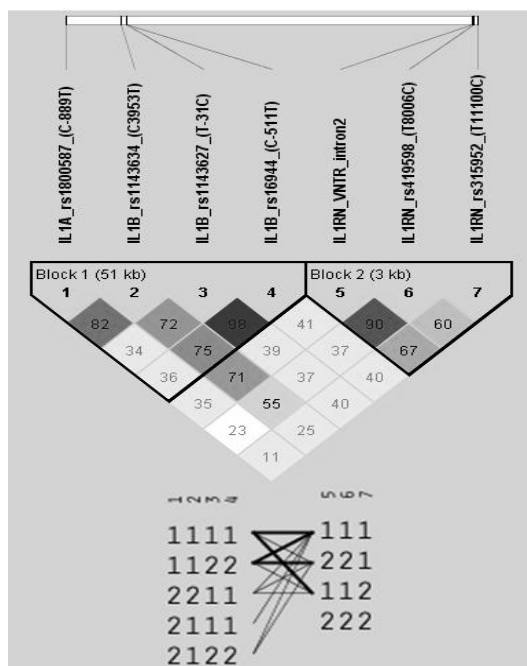 IL1A_rs1800587_(C-889T)
IL1B_rs1143634_(C3953T)
IL1B_rs1143627_(T-31C)
IL1B_rs16944_(C-511T)
IL1RN_VNTR_intron2
IL1RN_rs419598_(T8006C)
IL1RN_rs315952_(T11100C)
Block 1 (51 kb)
Block 2 (3 kb)
1 2 3 4 5 6 7
82 72 98 41 90 60
34 75 39 37 67
36 71 37 40
35 55 40
23 25
11
1 2 3 4
5 6 7
1111 111
1122 221
2211 112
2111 222
2122